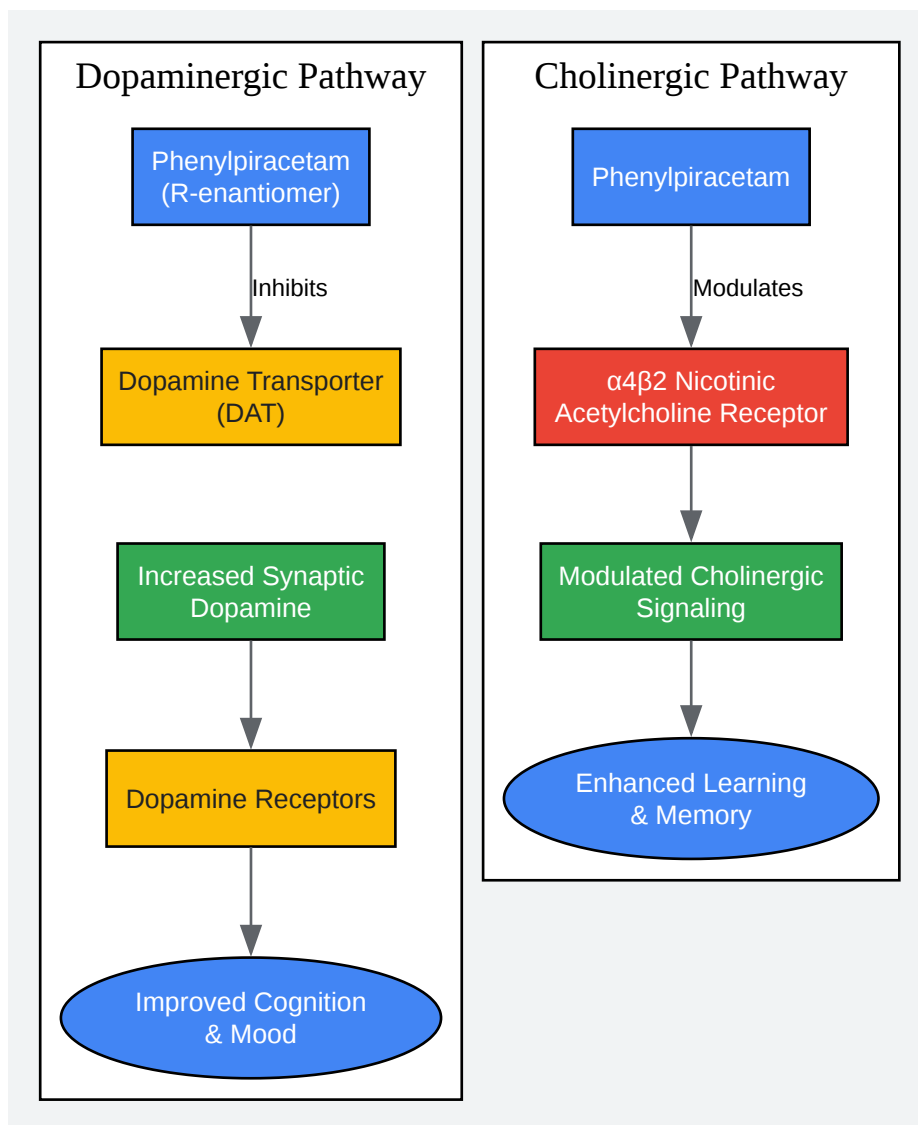 Dopaminergic Pathway
Phenylpiracetam
(R-enantiomer)
Inhibits
Dopamine Transporter
(DAT)
Increased Synaptic
Dopamine
Dopamine Receptors
Improved Cognition
& Mood
Cholinergic Pathway
Phenylpiracetam
Modulates
α4β2 Nicotinic
Acetylcholine Receptor
Modulated Cholinergic
Signaling
Enhanced Learning
& Memory